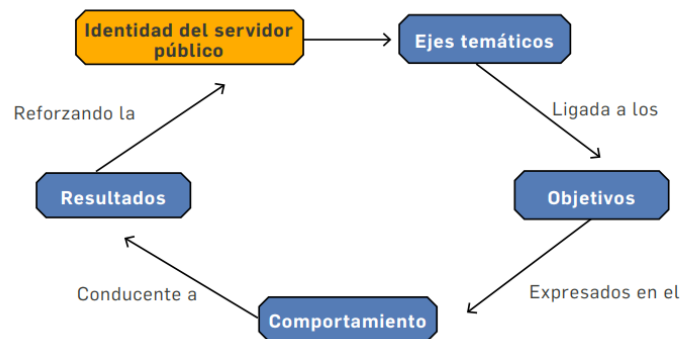 Identidad del servidor
público
Ejes temáticos
Ligada a los
Objetivos
Expresados en el
Comportamiento
Conducente a
Resultados
Reforzando la